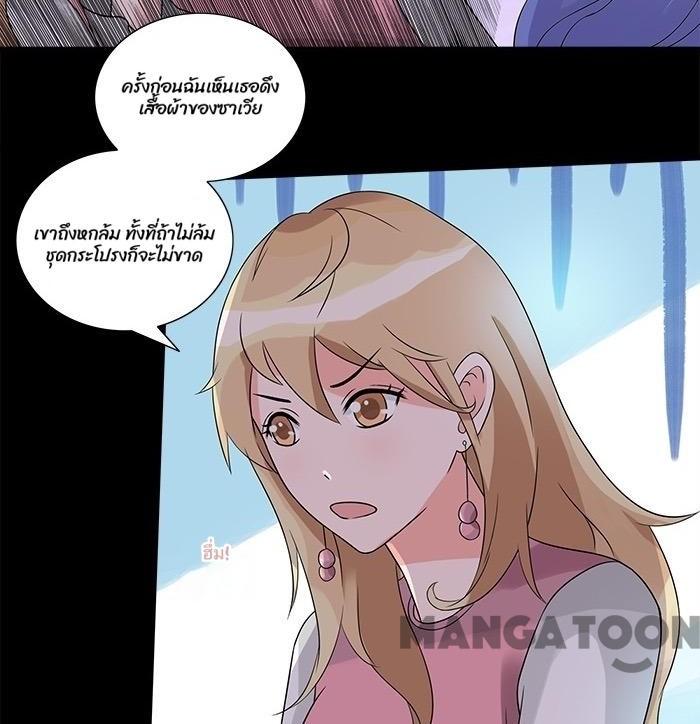 ครั้งก่อนฉันเห็นเธอดึง
เสื้อผ้าของซาเวีย
เขาถึงหกล้ม ทั้งที่ถ้าไม่ล้ม
ชุดกระโปรงก็จะไม่ขาด
ฮึ่ม!
MANGATOON